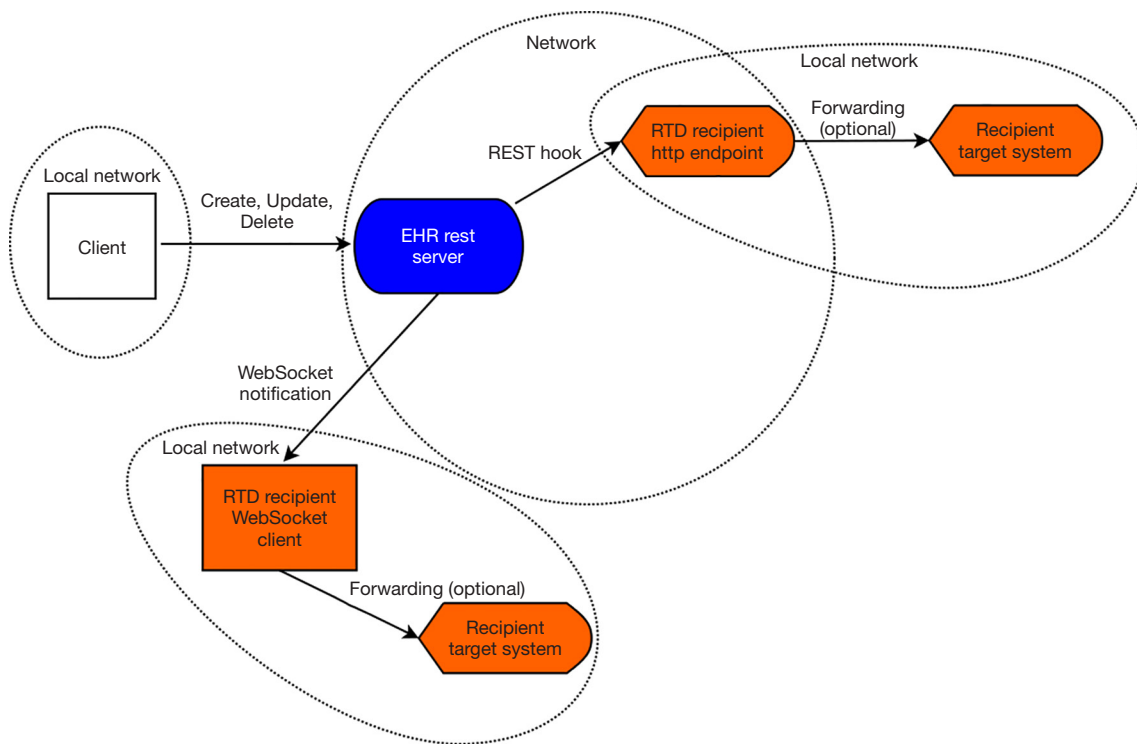 Network
Local network
Forwarding
(optional)
RTD recipient
http endpoint
Recipient
target system
REST hook
Local network
Create, Update,
Delete
Client
EHR rest
server
WebSocket
notification
Local network
RTD recipient
WebSocket
client
Forwarding (optional)
Recipient
target system